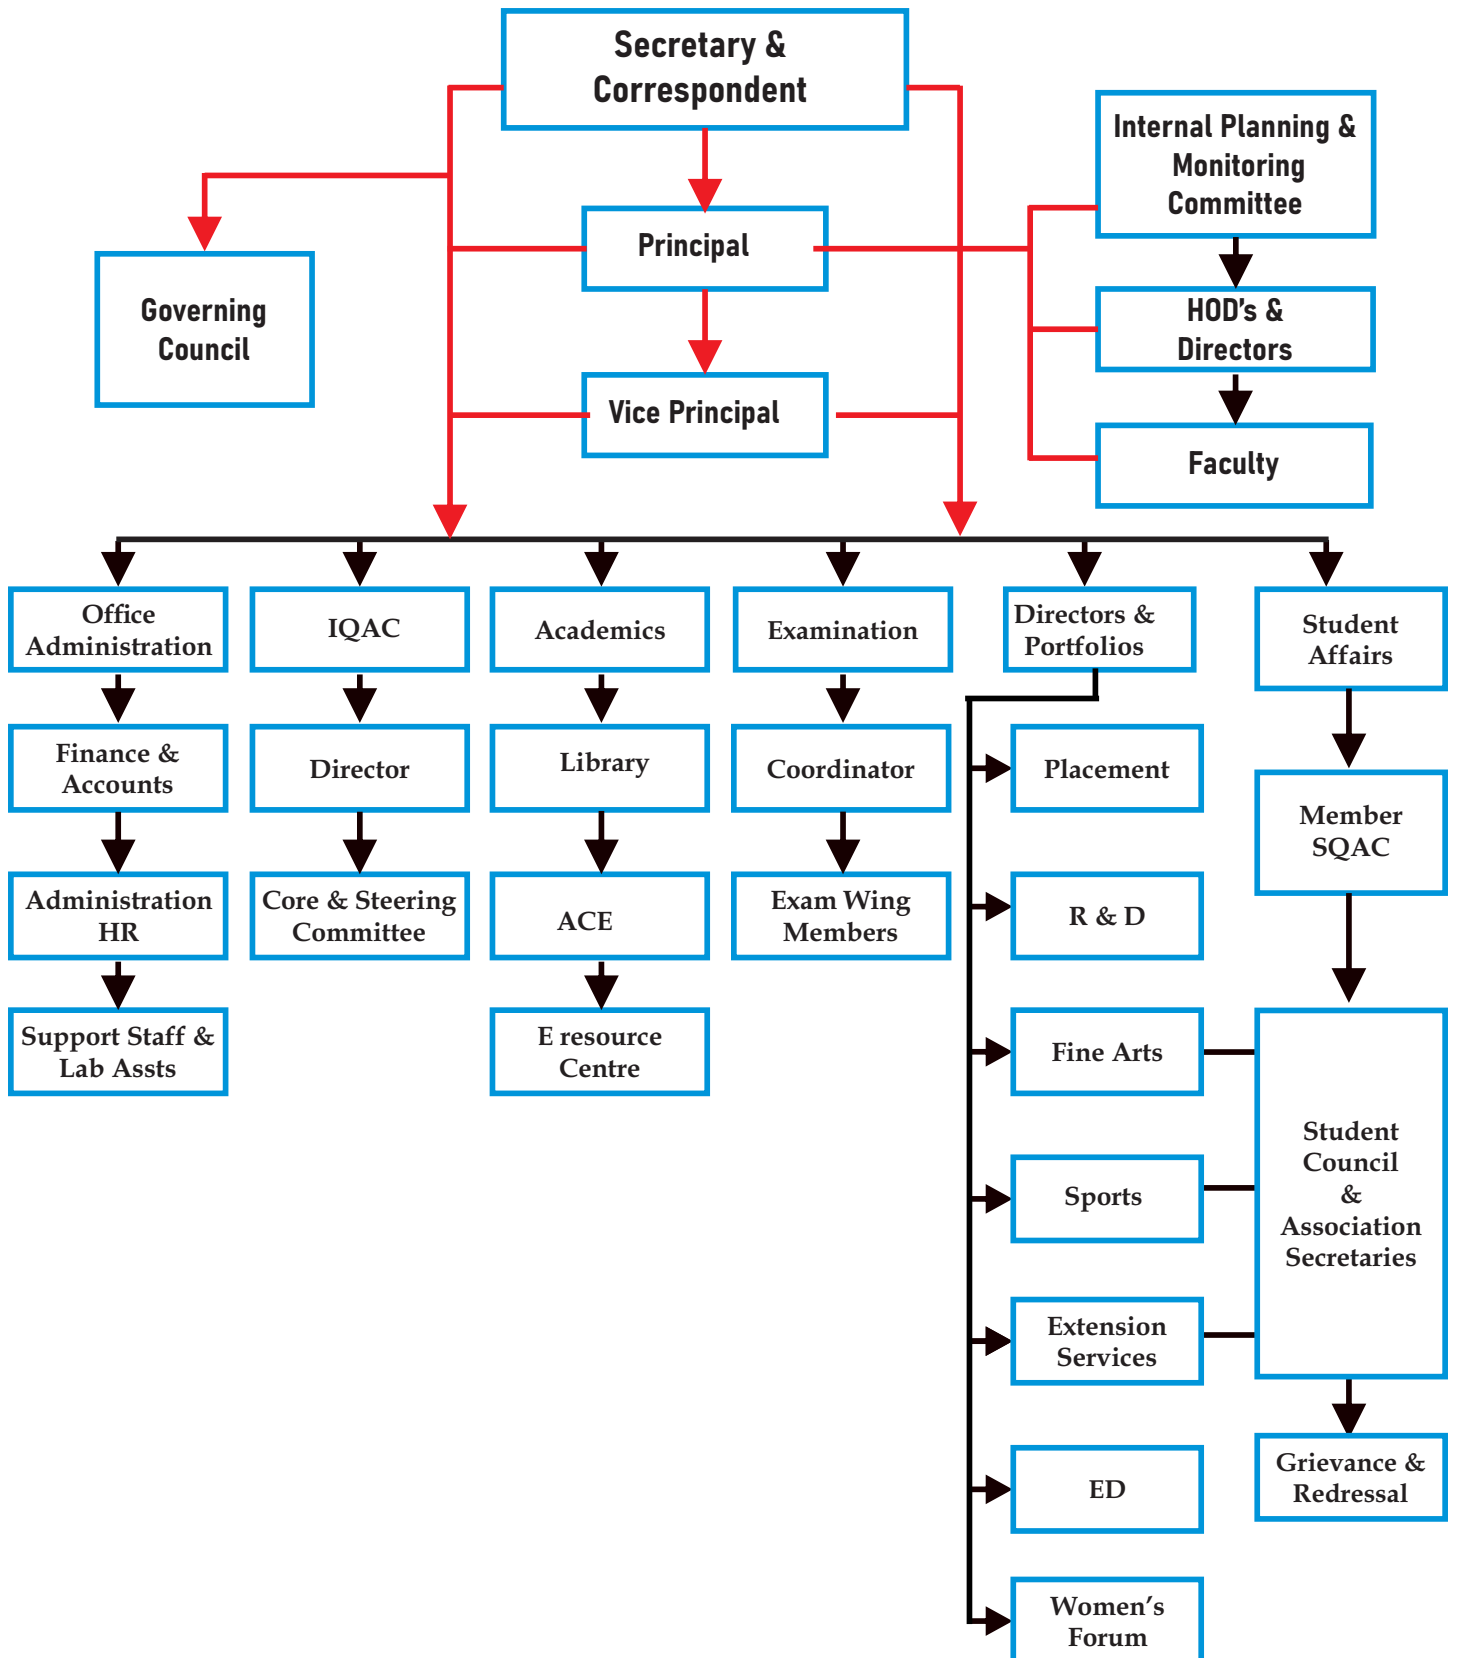 Secretary &
Correspondent
Internal Planning &
Monitoring
Committee
Principal
Governing
Council
HOD's &
Directors
Vice Principal
Faculty
Office
Administration
IQAC
Academics
Examination
Directors &
Portfolios
Student
Affairs
Finance &
Accounts
Director
Library
Coordinator
Placement
Member
SQAC
Administration
HR
Core & Steering
Committee
ACE
Exam Wing
Members
R & D
Support Staff &
Lab Assts
E resource
Centre
Fine Arts
Student
Council
&
Association
Secretaries
Sports
Extension
Services
Grievance &
Redressal
ED
Women’s
Forum